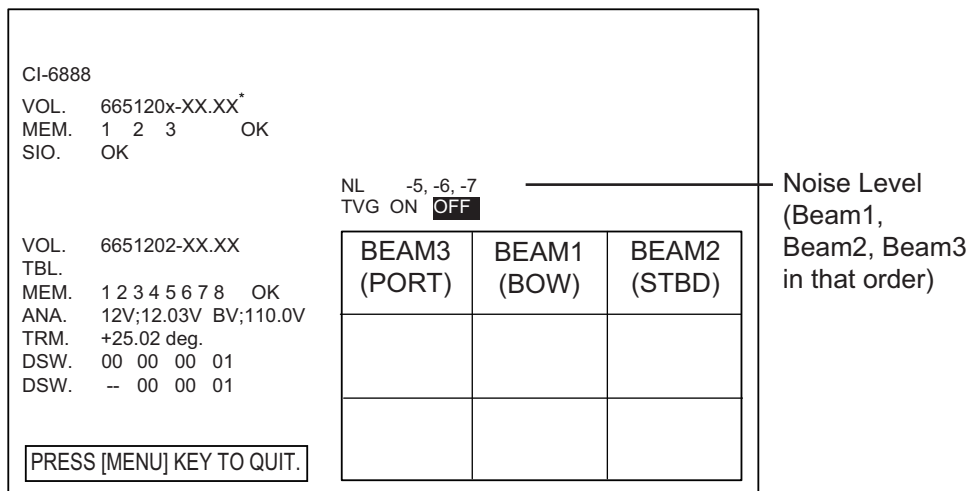 CI-6888
VOL. 665120x-XX.XX*
MEM. 1 2 3 OK
SIO. OK
NL -5, -6, -7
TVG ON OFF
Noise Level
(Beam1,
Beam2, Beam3
in that order)
VOL. 6651202-XX.XX
TBL.
MEM. 1 2 3 4 5 6 7 8 OK
ANA. 12V;12.03V BV;110.0V
TRM. +25.02 deg.
DSW. 00 00 00 01
DSW. -- 00 00 01
BEAM3 BEAM1 BEAM2
(PORT) (BOW) (STBD)
PRESS [MENU] KEY TO QUIT.